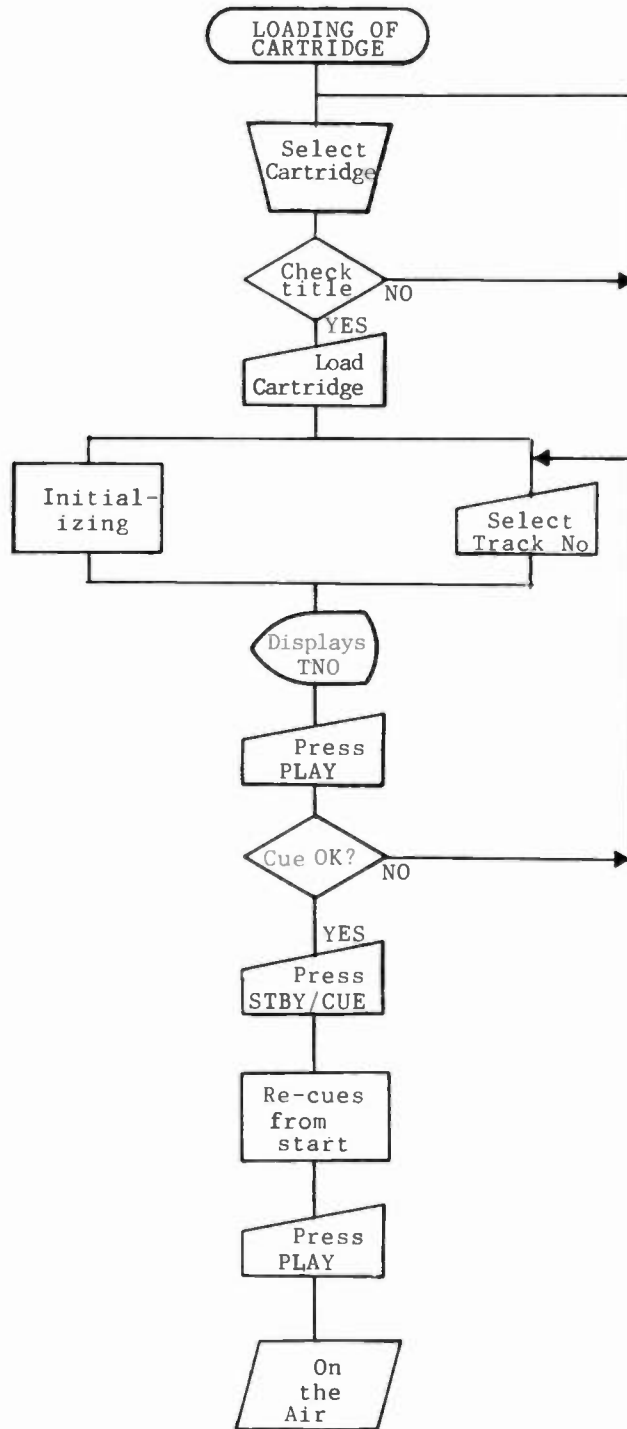 LOADING OF
CARTRIDGE
Select
Cartridge
Check
title
NO
YES
Load
Cartridge
Initial-
izing
Select
Track No
Displays
TNO
Press
PLAY
Cue OK?
NO
YES
Press
STBY/CUE
Re-cues
from
start
Press
PLAY
On
the
Air